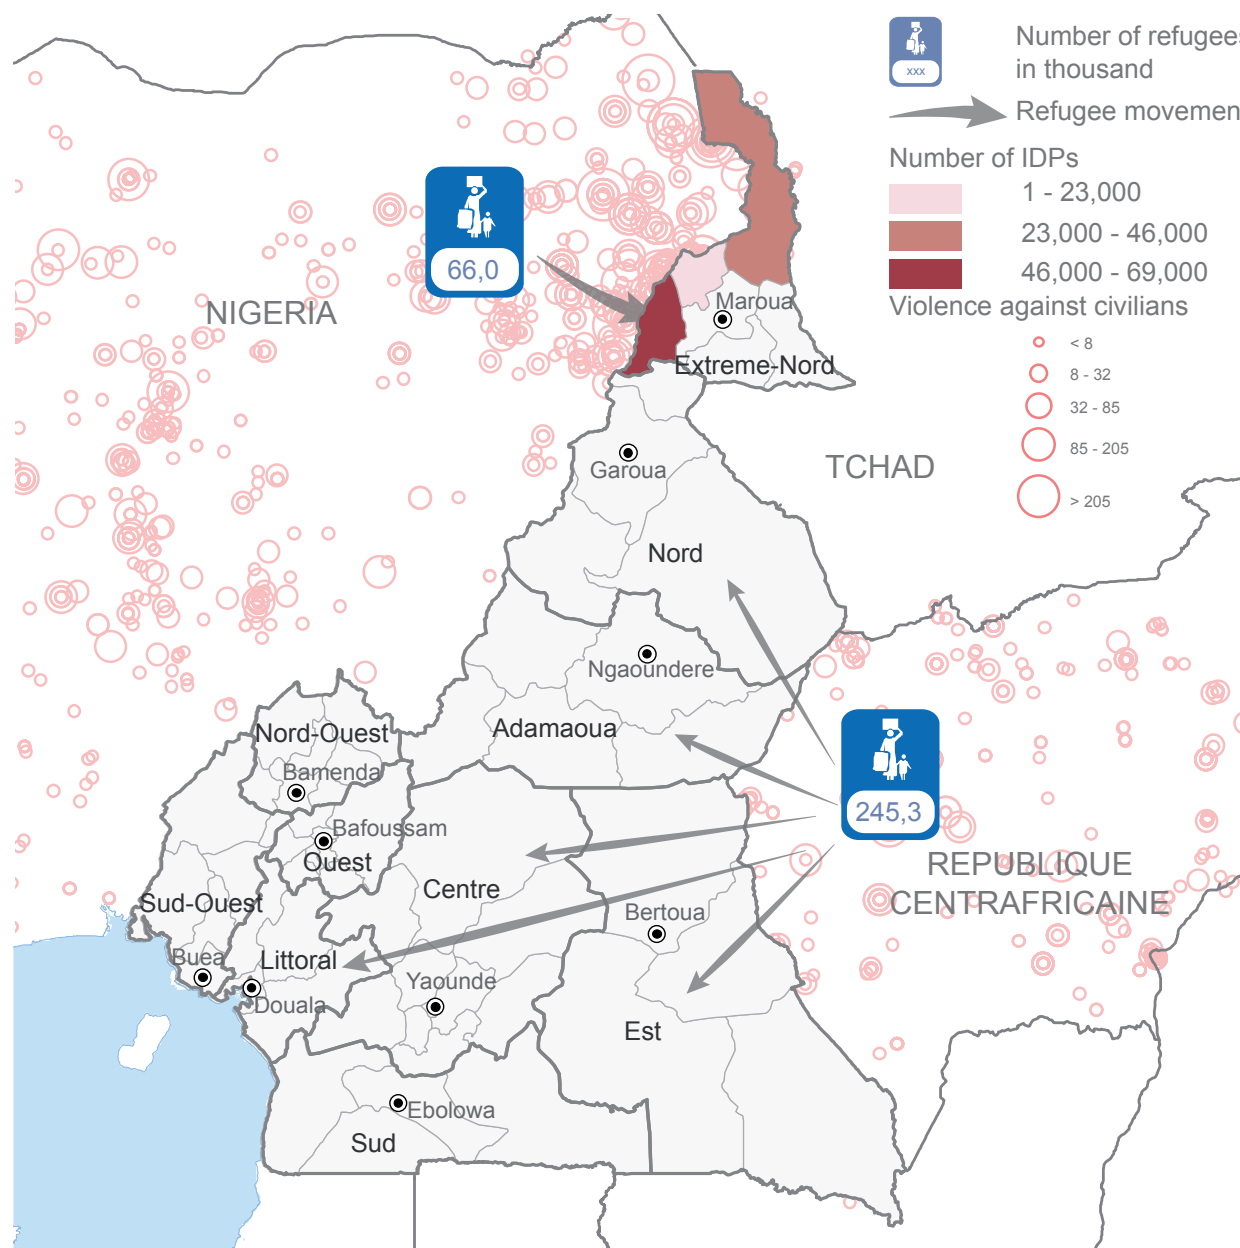 Number of refugees
in thousand
xxx
Refugee movemen
Number of IDPs
1 - 23,000
23,000 - 46,000
46,000 - 69,000
Violence against civilians
< 8
8 - 32
32 - 85
85 - 205
> 205
66,0
NIGERIA
Maroua
Extreme-Nord
Garoua
TCHAD
Nord
Ngaoundere
Adamaoua
Nord-Ouest
Bamenda
245,3
Bafoussam
Ouest
REPUBLIQUE
CENTRAFRICAINE
Centre
Sud-Ouest
Bertoua
Buea
Littoral
Yaounde
Douala
Est
Ebolowa
Sud